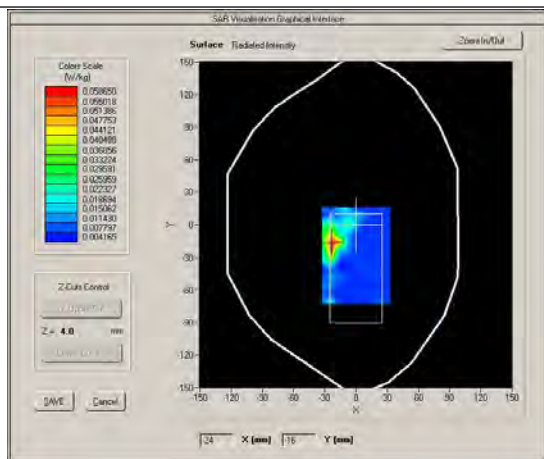 SAR Visualisation Graphical Interface
Surface Radiated Intensity
Zoom In/Out
Colors Scale
(W/kg)
0.058650
0.055018
0.051386
0.047753
0.044121
0.040489
0.036856
0.033224
0.029591
0.025959
0.022327
0.018694
0.015062
0.011430
0.007797
0.004165
150
120
90
60
30
0
-30
-60
-90
-120
-150
Y
-150 -120 -90 -60 -30 0 30 60 90 120 150
X
Z-Cuts Control
Z = 4.0 mm
SAVE Cancel
-24 X (mm) -16 Y (mm)